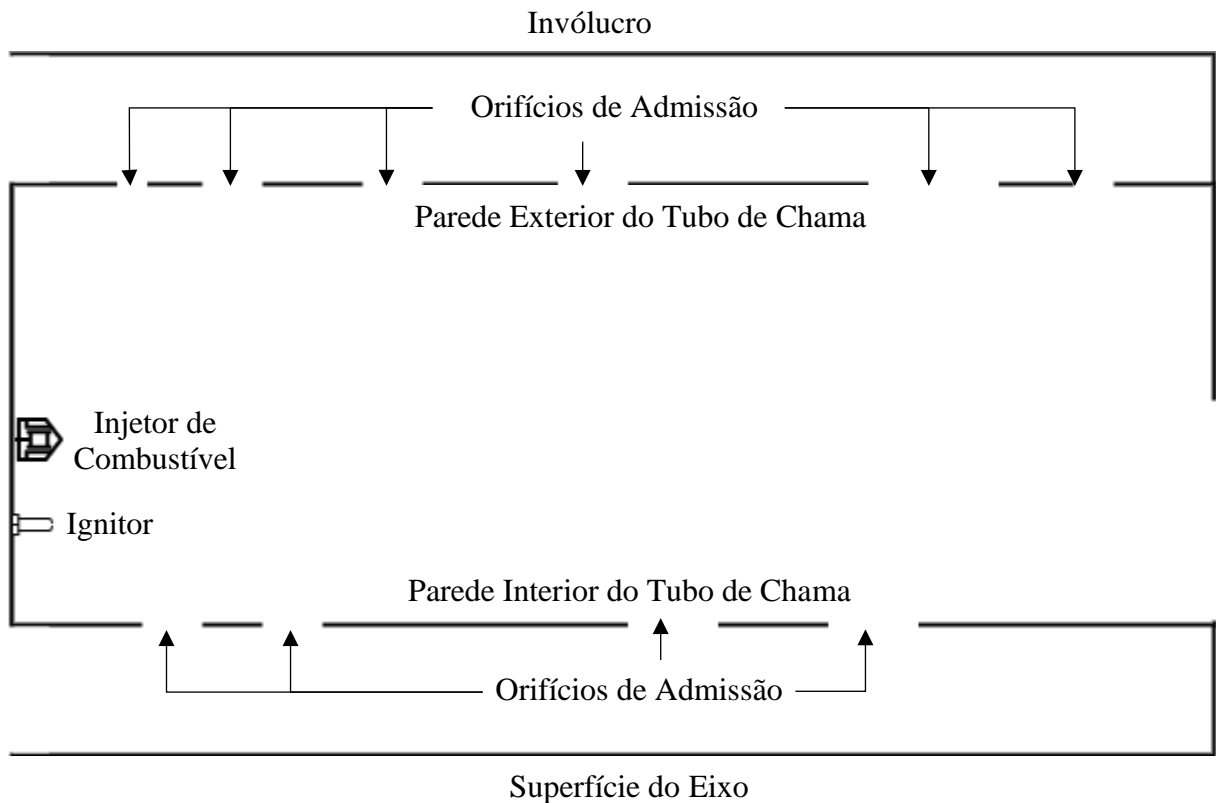 Invólucro
Orifícios de Admissão
Parede Exterior do Tubo de Chama
Injetor de
Combustível
Ignitor
Parede Interior do Tubo de Chama
Orifícios de Admissão
Superfície do Eixo